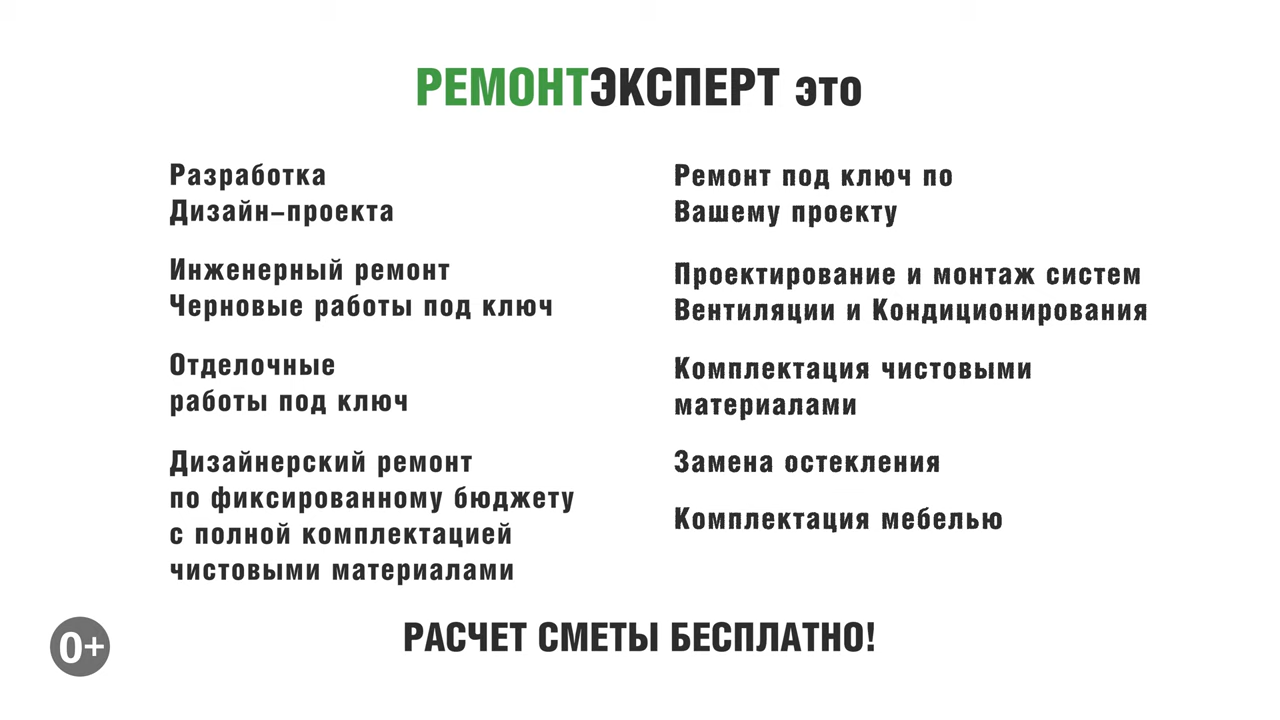 РЕМОНТЭКСПЕРТ это
Разработка
Дизайн-проекта
Инженерный ремонт
Черновые работы под ключ
Отделочные
работы под ключ
Дизайнерский ремонт
по фиксированному бюджету
с полной комплектацией
чистовыми материалами
Ремонт под ключ по
Вашему проекту
Проектирование и монтаж систем
Вентиляции и Кондиционирования
Комплектация чистовыми
материалами
Замена остекления
Комплектация мебелью
РАСЧЕТ СМЕТЫ БЕСПЛАТНО!
0+